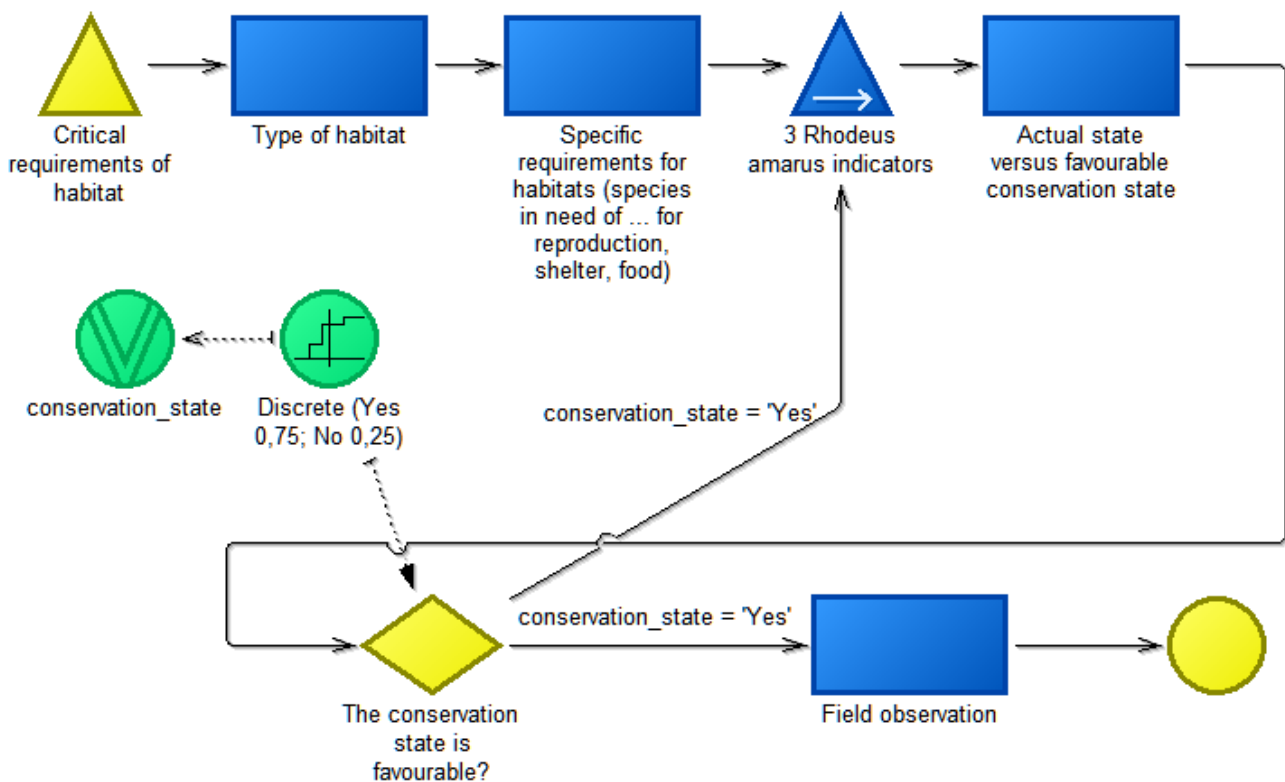 Critical
requirements of
habitat
Type of habitat
Specific
requirements for
habitats (species
in need of ... for
reproduction,
shelter, food)
3 Rhodeus
amarus indicators
Actual state
versus favourable
conservation state
conservation_state
Discrete (Yes
0,75; No 0,25)
conservation_state = 'Yes'
conservation_state = 'Yes'
The conservation
state is
favourable?
Field observation